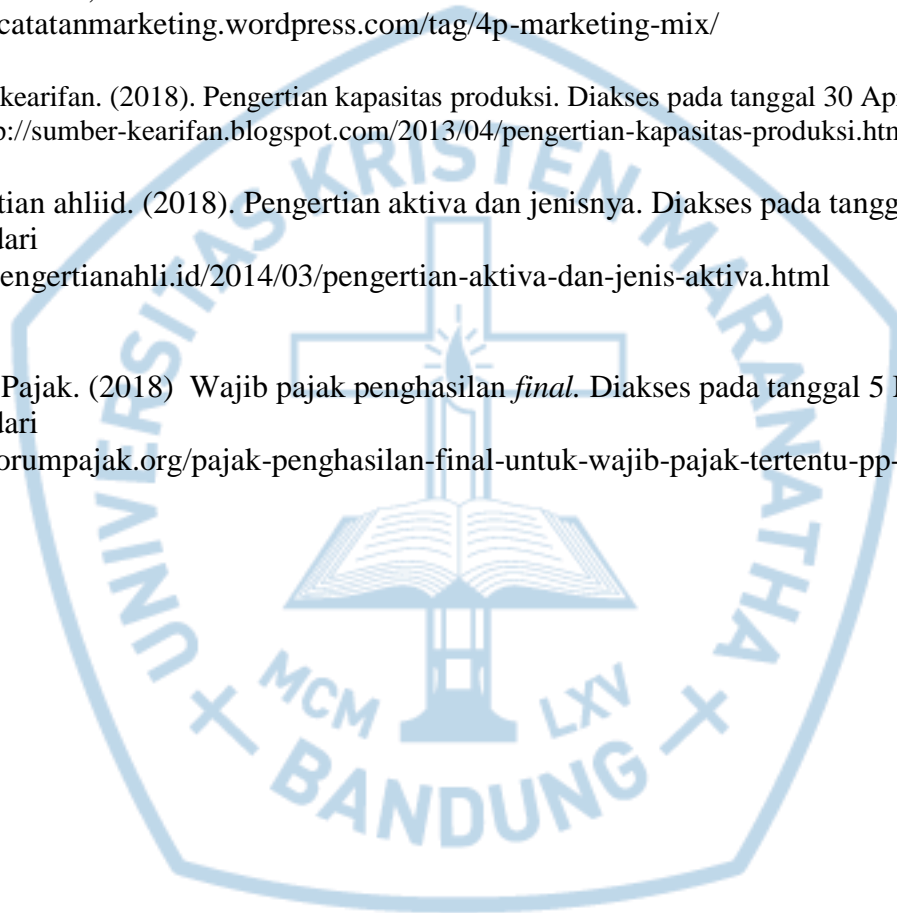 catatanmarketing.wordpress.com/tag/4p-marketing-mix/
kearifan. (2018). Pengertian kapasitas produksi. Diakses pada tanggal 30 Ap
p://sumber-kearifan.blogspot.com/2013/04/pengertian-kapasitas-produksi.htm
tian ahliid. (2018). Pengertian aktiva dan jenisnya. Diakses pada tangg
dari
engertianahli.id/2014/03/pengertian-aktiva-dan-jenis-aktiva.html
Pajak. (2018) Wajib pajak penghasilan final. Diakses pada tanggal 5
dari
orumpajak.org/pajak-penghasilan-final-untuk-wajib-pajak-tertentu-pp-
UNIVERSITAS KRISTEN MARANATHA
MCM LXV
BANDUNG